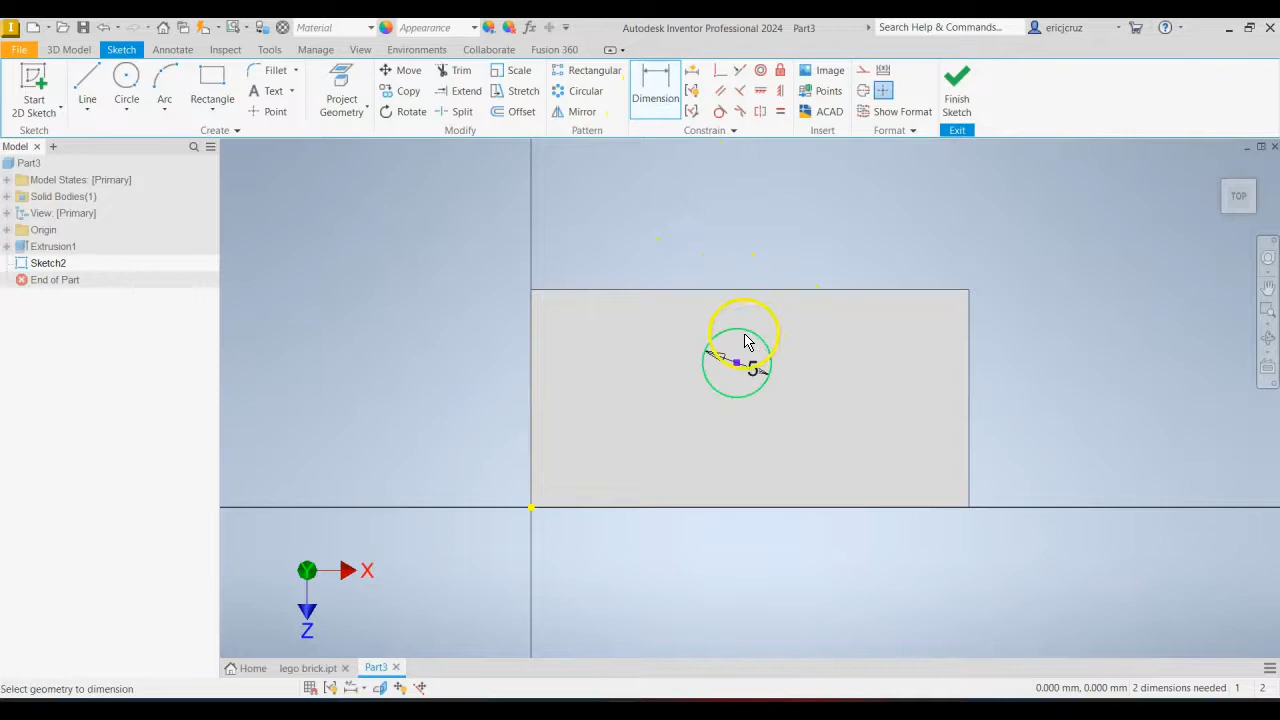 Material Appearance Autodesk Inventor Professional 2024 Part3 Search Help & Commands... ericjcruz
File 3D Model Sketch Annotate Inspect Tools Manage View Environments Collaborate Fusion 360
Start
2D Sketch
Line Circle Arc Rectangle
Fillet
Text
Point
Project
Geometry
Move Trim Scale
Copy Extend Stretch
Rotate Split Offset
Rectangular
Circular
Mirror
Dimension
Image
Points
ACAD
Show Format
Finish
Sketch
Sketch Create Modify Pattern Constrain Insert Format Exit
Model
Part3
Model States: [Primary]
Solid Bodies(1)
View: [Primary]
Origin
Extrusion1
Sketch2
End of Part
TOP
5
X
Y
Z
Home lego brick.ipt Part3
Select geometry to dimension
0.000 mm, 0.000 mm 2 dimensions needed 1 2